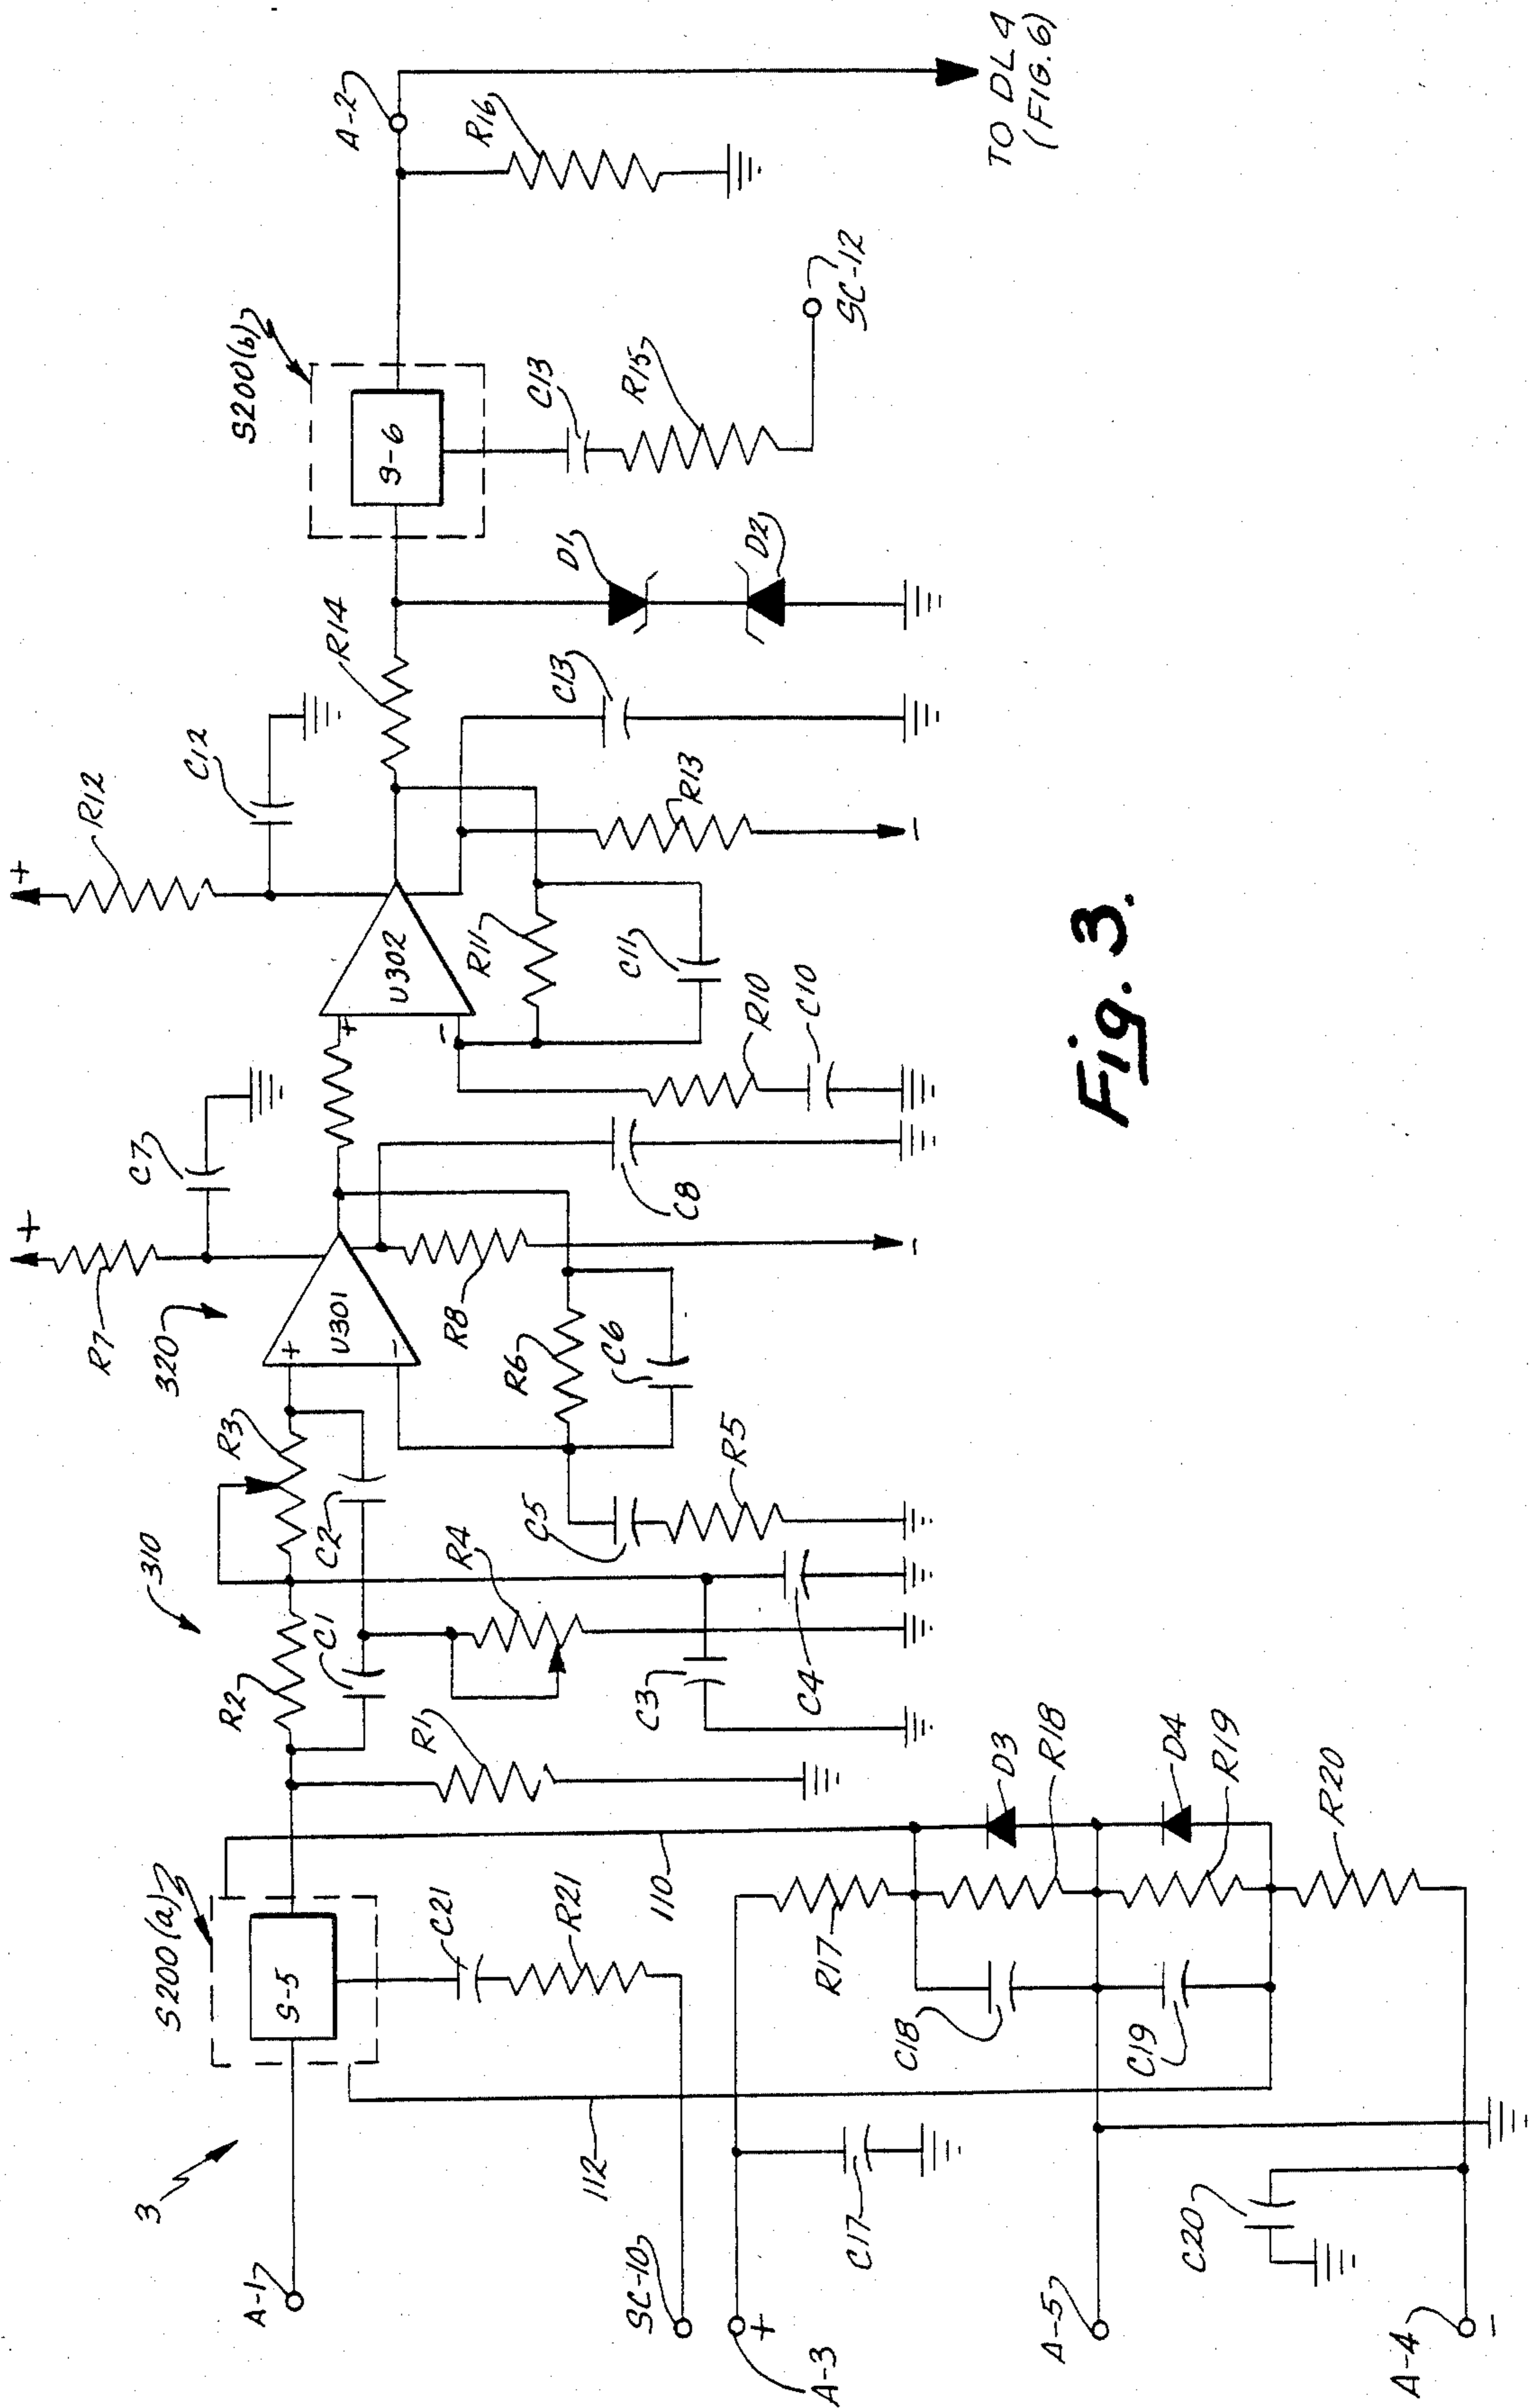 3
A-1
S200(a)
S-5
C21
R21
SC-10
110
112
A-3
+
C17
R17
C18
R18
D3
A-5
C19
R19
D4
C20
R20
A-4
-
310
R1
R2
C1
C2
R3
R4
C3
C4
C5
R5
320
R7
+
C7
+
-
U301
R6
C6
R8
-
C8
+
-
U302
R10
C10
R11
C11
R12
+
C12
R13
-
C13
R14
D1
D2
S200(b)
S-6
C13
R15
SC-12
A-2
R16
TO DL4
(FIG.6)
Fig. 3.